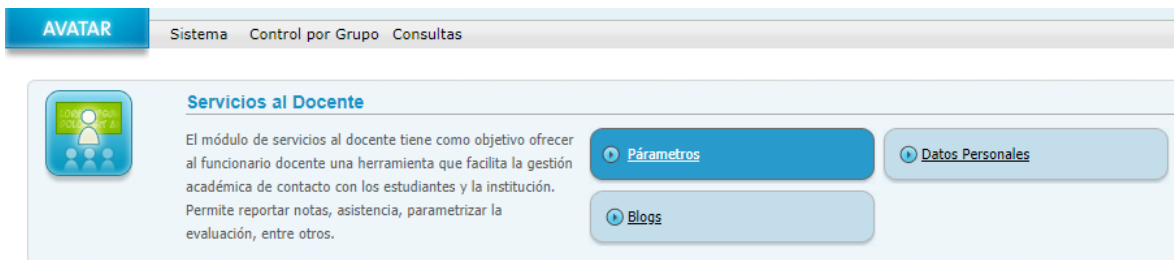 AVATAR
Sistema Control por Grupo Consultas
Servicios al Docente
El módulo de servicios al docente tiene como objetivo ofrecer
al funcionario docente una herramienta que facilita la gestión
académica de contacto con los estudiantes y la institución.
Permite reportar notas, asistencia, parametrizar la
evaluación, entre otros.
Párametros
Datos Personales
Blogs